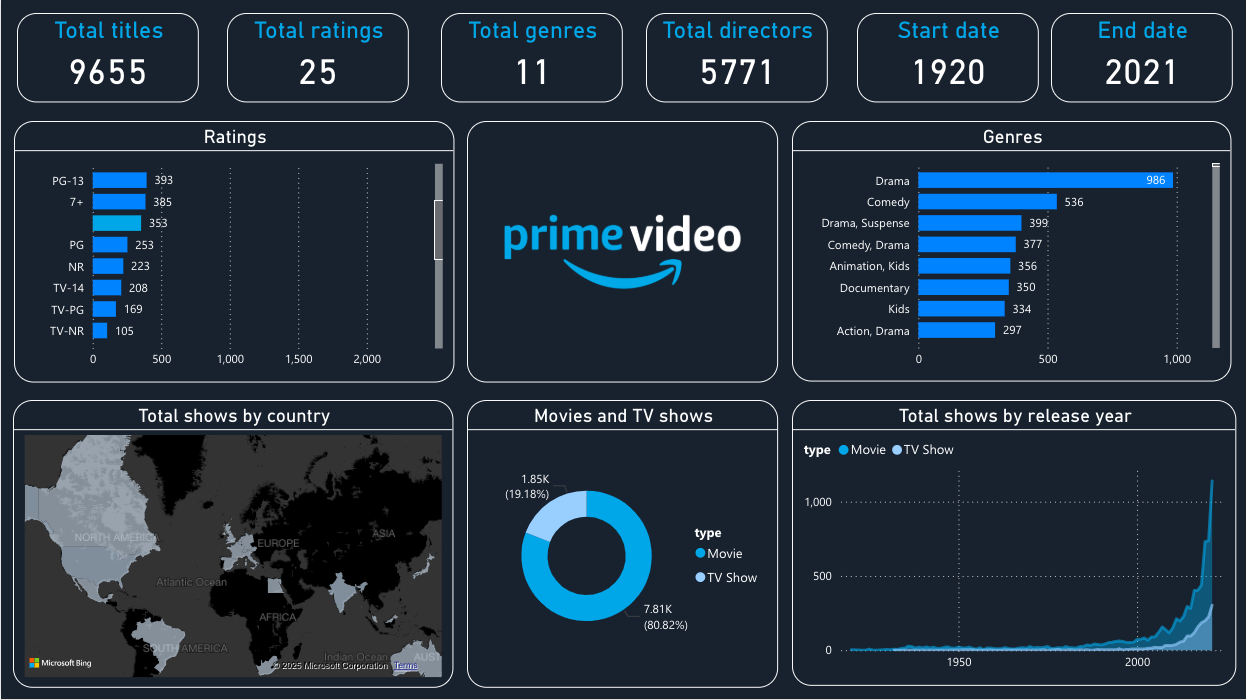 Total titles
9655
Total ratings
25
Total genres
11
Total directors
5771
Start date
1920
End date
2021
Ratings
PG-13 393
7+ 385
353
PG 253
NR 223
TV-14 208
TV-PG 169
TV-NR 105
0 500 1,000 1,500 2,000
prime video
Genres
Drama 986
Comedy 536
Drama, Suspense 399
Comedy, Drama 377
Animation, Kids 356
Documentary 350
Kids 334
Action, Drama 297
0 500 1,000
Total shows by country
NORTH AMERICA
EUROPE
ASIA
Atlantic Ocean
AFRICA
SOUTH AMERICA
Indian Ocean
AUST
Microsoft Bing
© 2025 Microsoft Corporation Terms
Movies and TV shows
1.85K
(19.18%)
type
Movie
TV Show
7.81K
(80.82%)
Total shows by release year
type Movie TV Show
1,000
500
0
1950 2000